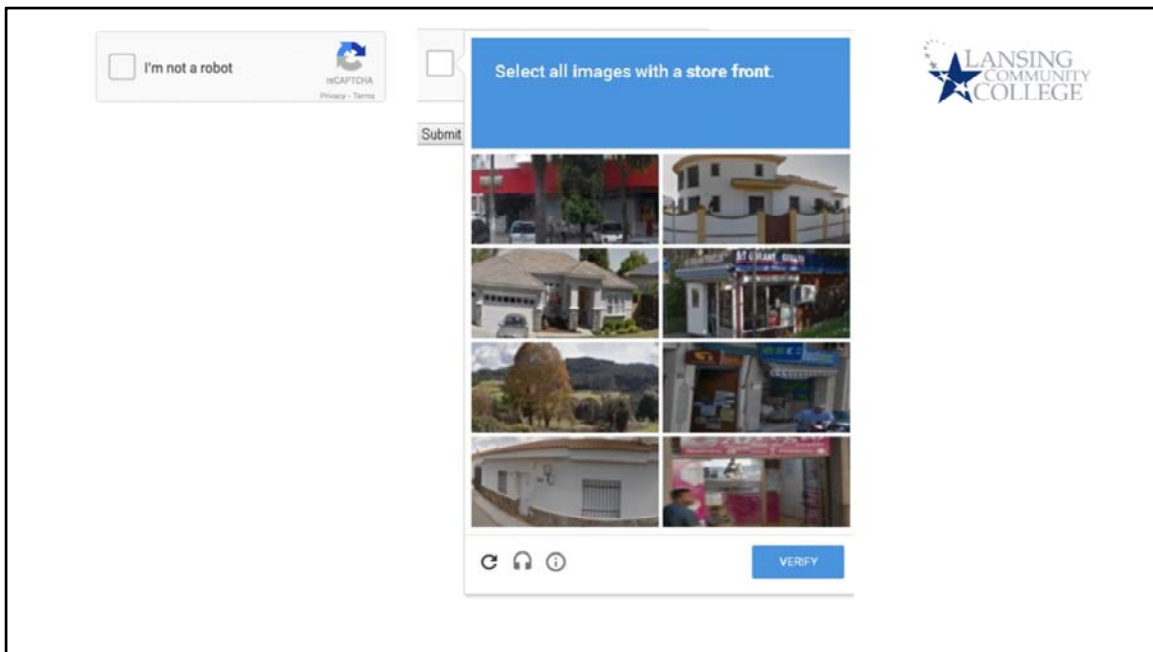 I'm not a robot
reCAPTCHA
Privacy - Terms
Submit
Select all images with a store front.
VERIFY
LANSING
COMMUNITY
COLLEGE